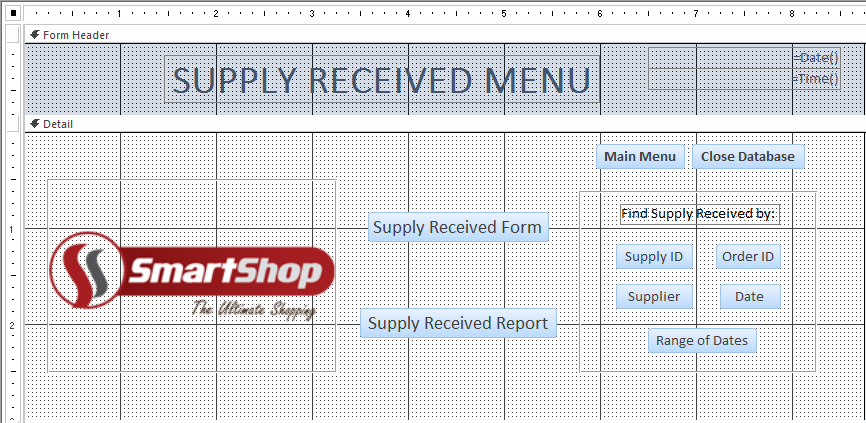 1 2 3 4 5 6 7 8
Form Header
SUPPLY RECEIVED MENU
=Date()
=Time()
Detail
Main Menu
Close Database
Find Supply Received by:
1
Supply Received Form
Supply ID
Order ID
SmartShop
The Ultimate Shopping
Supplier
Date
2
Supply Received Report
Range of Dates